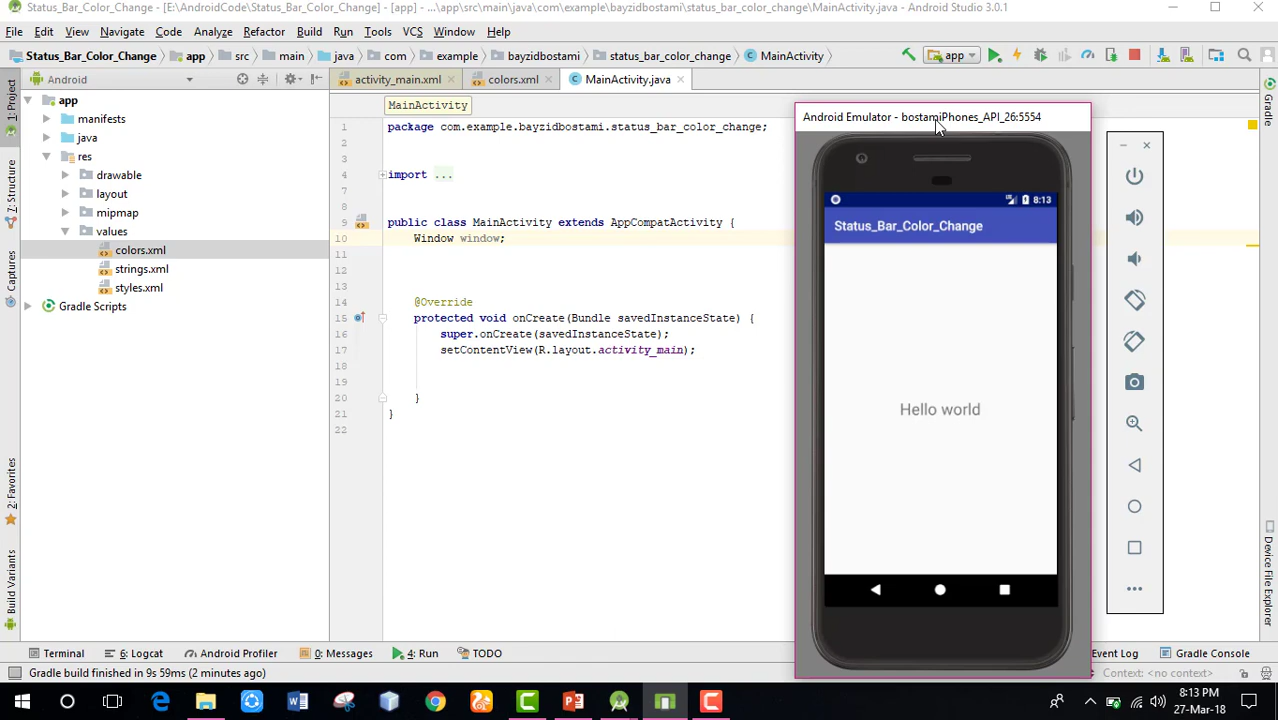 Status_Bar_Color_Change - [E:\AndroidCode\Status_Bar_Color_Change] - [app] - ...\app\src\main\java\com\example\bayzidbostami\status_bar_color_change\MainActivity.java - Android Studio 3.0.1
File Edit View Navigate Code Analyze Refactor Build Run Tools VCS Window Help
Status_Bar_Color_Change app src main java com example bayzidbostami status_bar_color_change MainActivity app
Android activity_main.xml colors.xml MainActivity.java
1: Project
7: Structure
Captures
2: Favorites
Build Variants
app
manifests
java
res
drawable
layout
mipmap
values
colors.xml
strings.xml
styles.xml
Gradle Scripts
MainActivity
1 package com.example.bayzidbostami.status_bar_color_change;
2
3
4 import ...
7
8
9 public class MainActivity extends AppCompatActivity {
10 Window window;
11
12
13
14 @Override
15 protected void onCreate(Bundle savedInstanceState) {
16 super.onCreate(savedInstanceState);
17 setContentView(R.layout.activity_main);
18
19
20 }
21 }
22
Android Emulator - bostamiPhones_API_26:5554
8:13
Status_Bar_Color_Change
Hello world
Gradle
Device File Explorer
Terminal 6: Logcat Android Profiler 0: Messages 4: Run TODO Event Log Gradle Console
Gradle build finished in 9s 59ms (2 minutes ago) Context: <no context>
8:13 PM
27-Mar-18